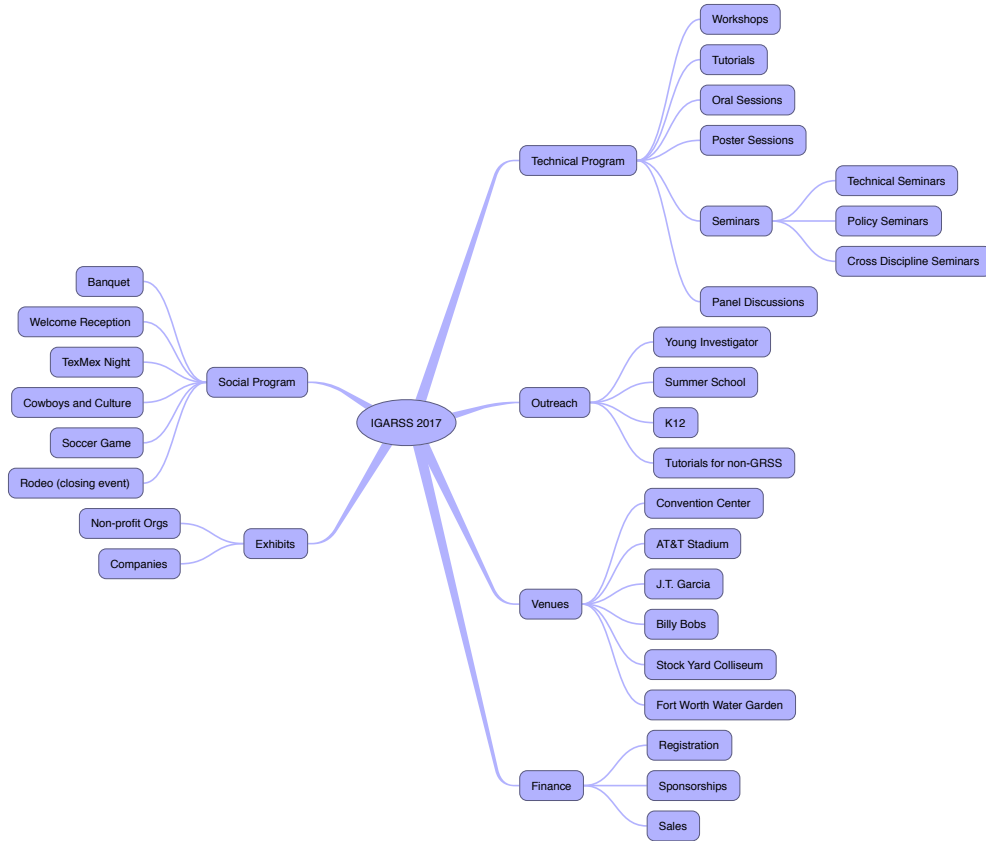 Workshops
Tutorials
Oral Sessions
Poster Sessions
Technical Program
Technical Seminars
Seminars
Policy Seminars
Cross Discipline Seminars
Panel Discussions
Banquet
Welcome Reception
TexMex Night
Social Program
Cowboys and Culture
Soccer Game
Rodeo (closing event)
IGARSS 2017
Young Investigator
Summer School
Outreach
K12
Tutorials for non-GRSS
Non-profit Orgs
Exhibits
Companies
Convention Center
AT&T Stadium
J.T. Garcia
Venues
Billy Bobs
Stock Yard Colliseum
Fort Worth Water Garden
Registration
Finance
Sponsorships
Sales